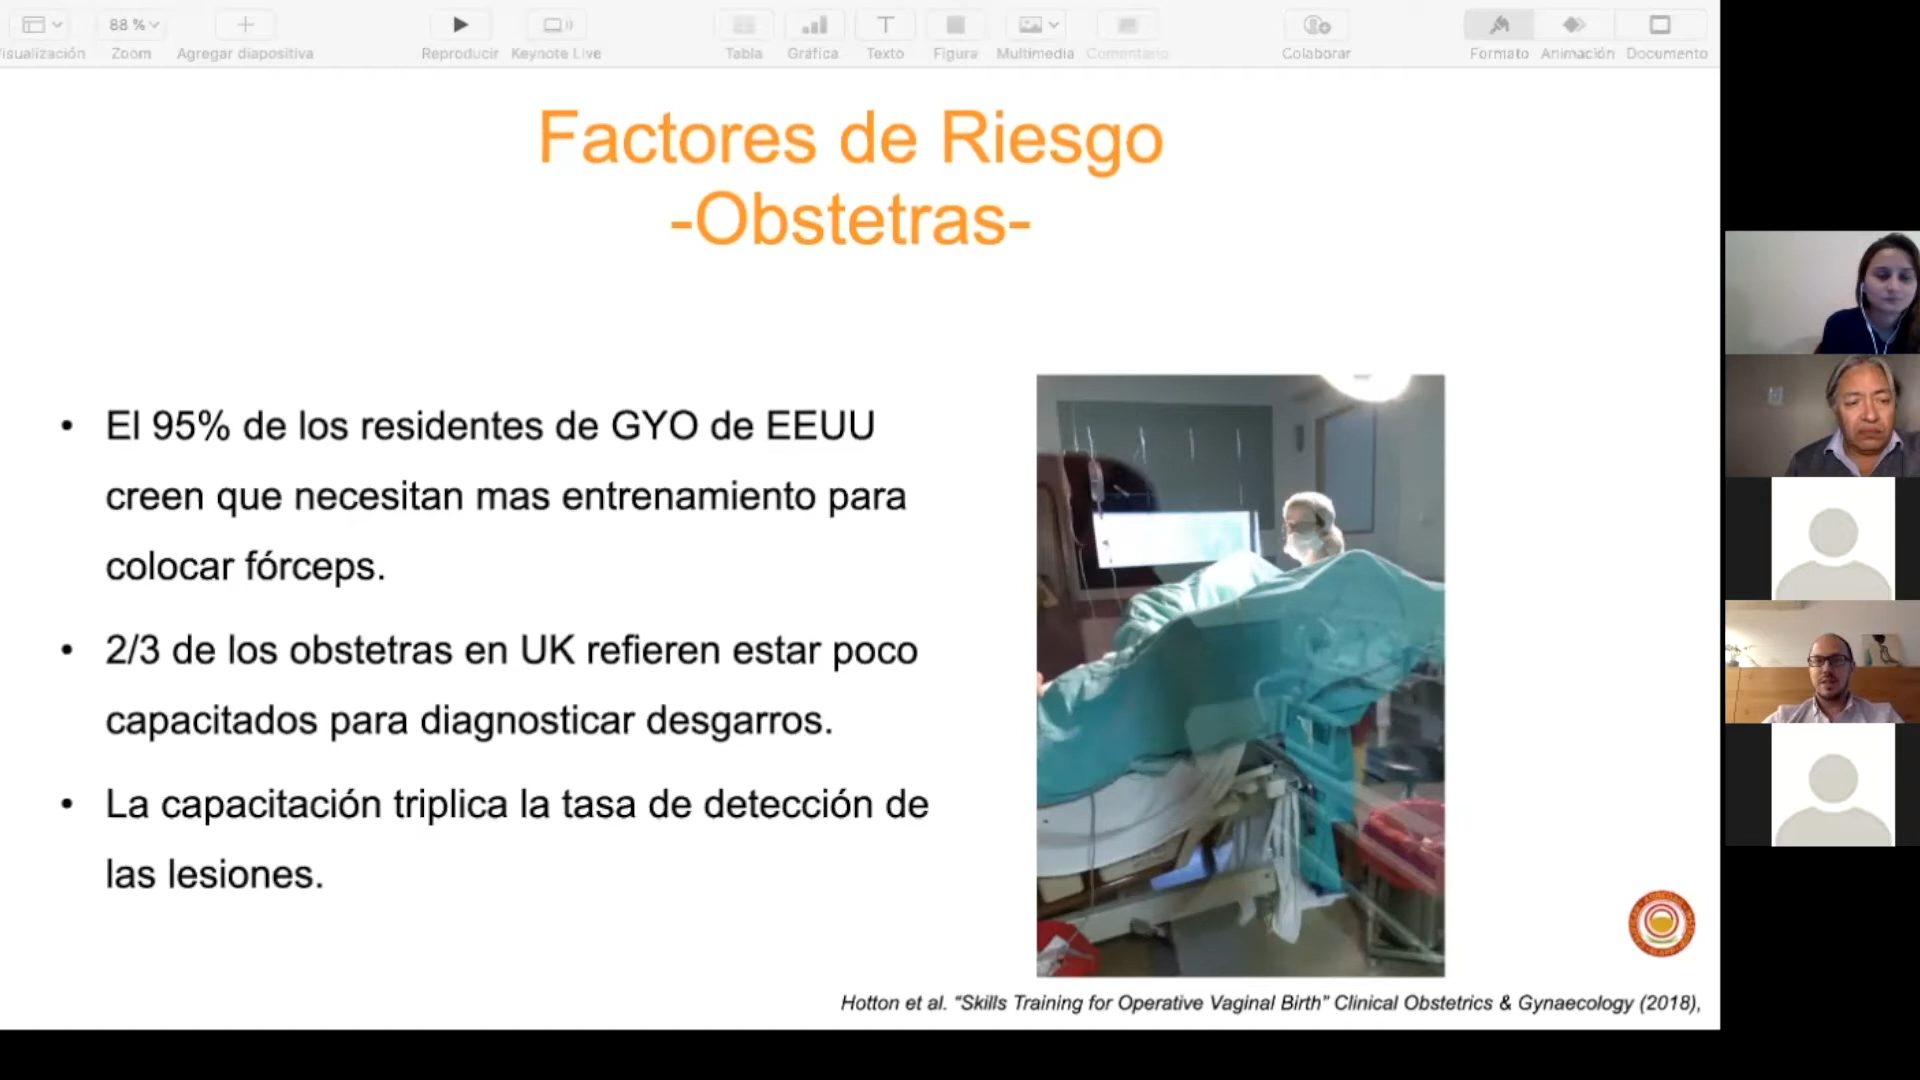 88 %
isualización
Zoom
Agregar diapositiva
Reproducir
Keynote Live
Tabla
Gráfica
Texto
Figura
Multimedia
Comentario
Colaborar
Formato
Animación
Documento
Factores de Riesgo
-Obstetras-
• El 95% de los residentes de GYO de EEUU
creen que necesitan mas entrenamiento para
colocar fórceps.
• 2/3 de los obstetras en UK refieren estar poco
capacitados para diagnosticar desgarros.
• La capacitación triplica la tasa de detección de
las lesiones.
Hotton et al. “Skills Training for Operative Vaginal Birth” Clinical Obstetrics & Gynaecology (2018),